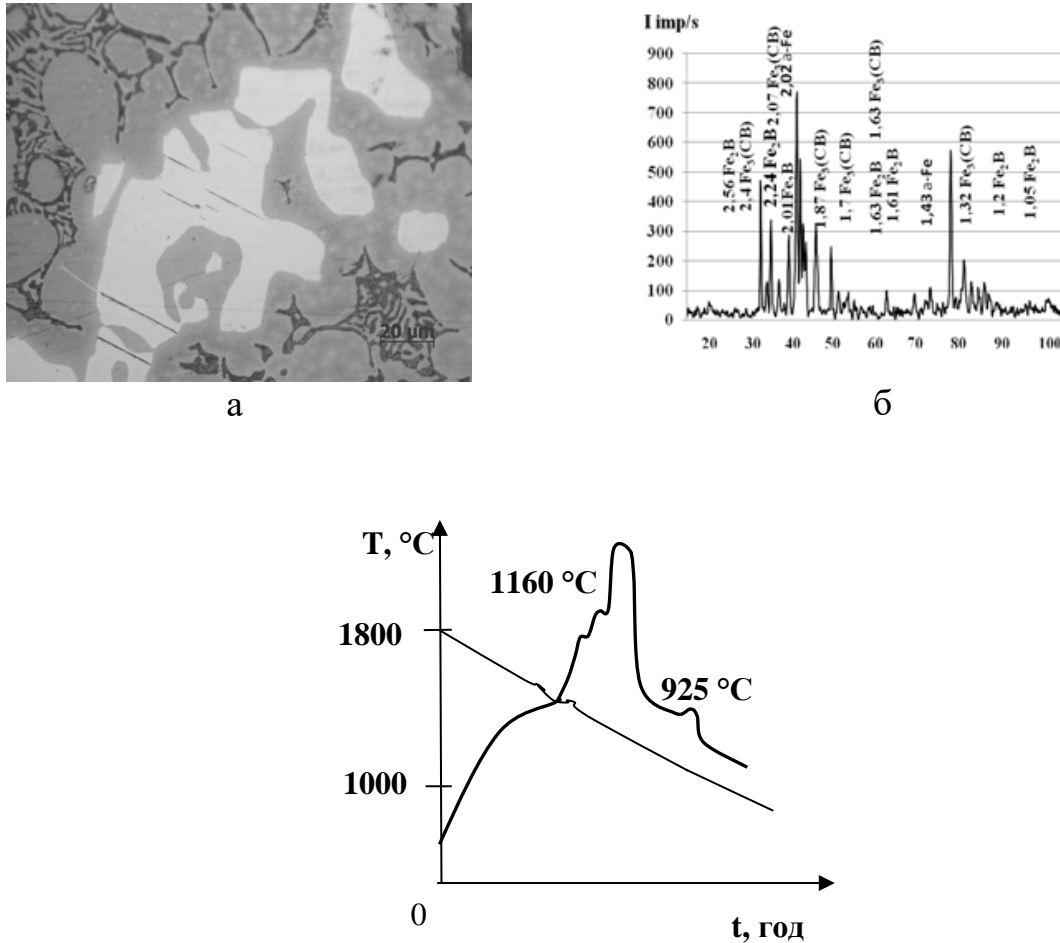 20 µm
I imp/s
900
800
700
600
500
400
300
200
100
0
2,56 Fe₂B
2,4 Fe₃(CB)
2,24 Fe₂B
2,07 Fe₃(CB)
2,01Fe₂B
2,02 a-Fe
1,87 Fe₃(CB)
1,7 Fe₃(CB)
1,63 Fe₂B
1,63 Fe₃(CB)
1,61 Fe₂B
1,43 a-Fe
1,32 Fe₃(CB)
1,2 Fe₂B
1,05 Fe₂B
20 30 40 50 60 70 80 90 100
а
б
T, °C
1160 °C
1800
925 °C
1000
0
t, год